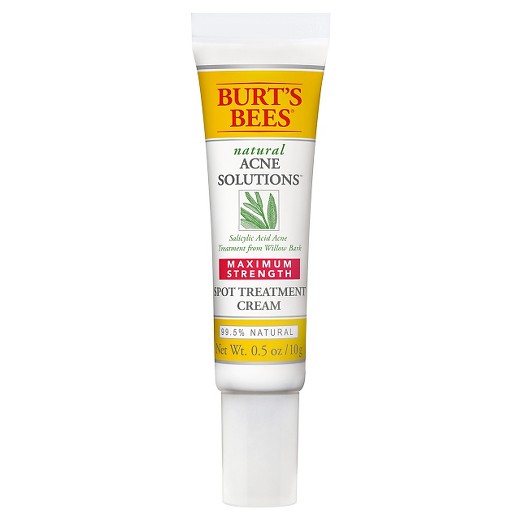 BURT'S
BEES®
natural
ACNE
SOLUTIONS™
Salicylic Acid Acne
Treatment from Willow Bark
MAXIMUM
STRENGTH
SPOT TREATMENT
CREAM
99.5% NATURAL
Net Wt. 0.5 oz / 10g